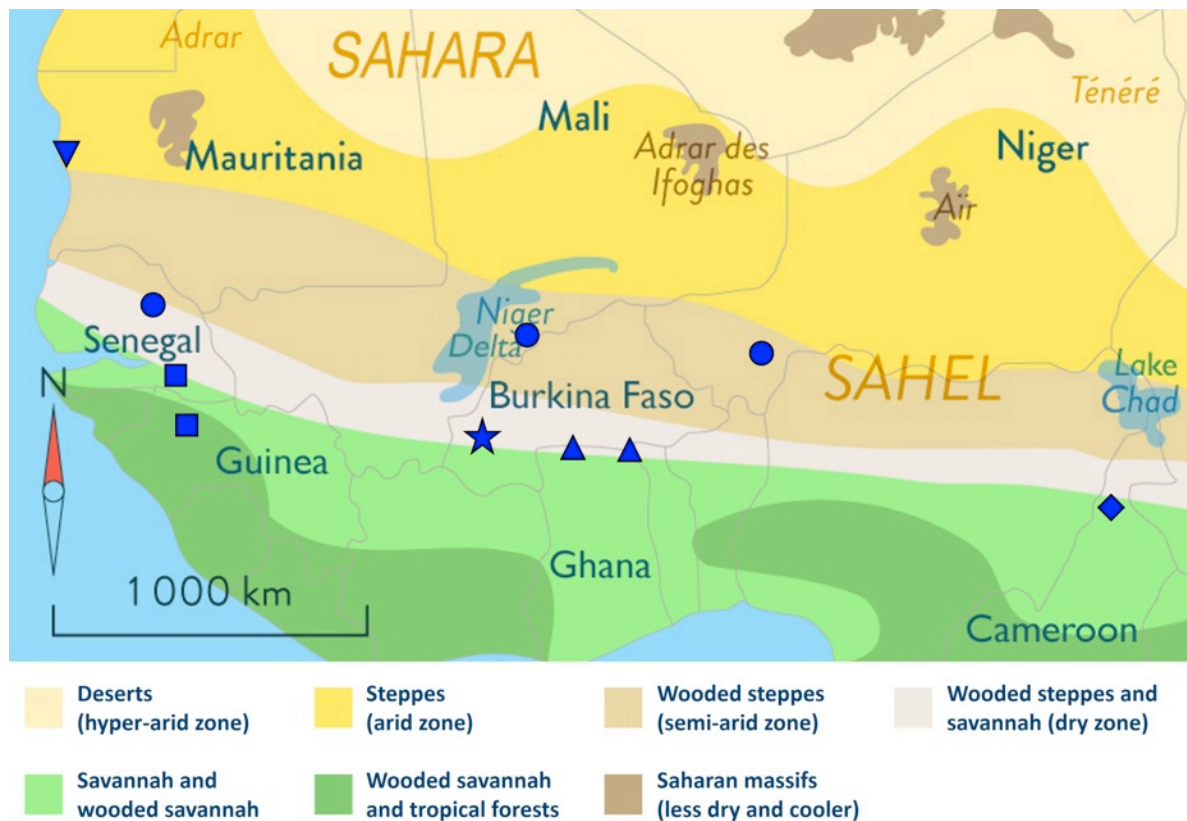 Adrar
SAHARA
Ténéré
Mali
Mauritania
Adrar des
Ifoghas
Niger
Aïr
Niger
Delta
Senegal
SAHEL
Lake
Chad
N
Burkina Faso
Guinea
Ghana
1 000 km
Cameroon
Deserts
(hyper-arid zone)
Steppes
(arid zone)
Wooded steppes
(semi-arid zone)
Wooded steppes and
savannah (dry zone)
Savannah and
wooded savannah
Wooded savannah
and tropical forests
Saharan massifs
(less dry and cooler)